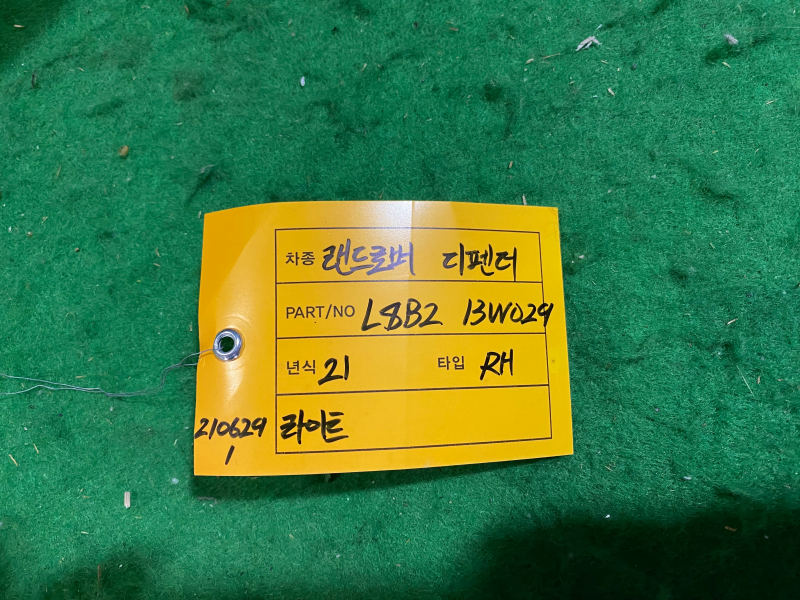 차종 랜드로버 디펜더
PART/NO L8B2 13W029
년식 21 타입 RH
라이트
210629
1